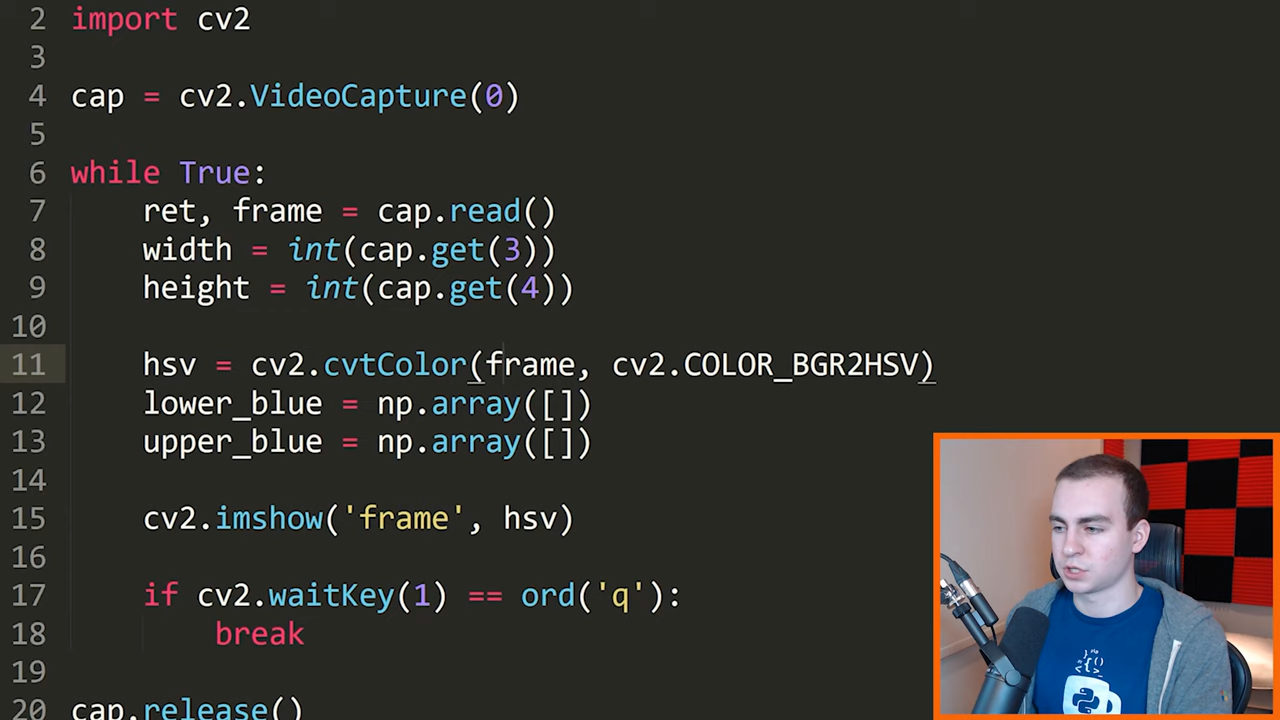 2 import cv2
3
4 cap = cv2.VideoCapture(0)
5
6 while True:
7 ret, frame = cap.read()
8 width = int(cap.get(3))
9 height = int(cap.get(4))
10
11 hsv = cv2.cvtColor(frame, cv2.COLOR_BGR2HSV)
12 lower_blue = np.array([])
13 upper_blue = np.array([])
14
15 cv2.imshow('frame', hsv)
16
17 if cv2.waitKey(1) == ord('q'):
18 break
19
20 cap.release()